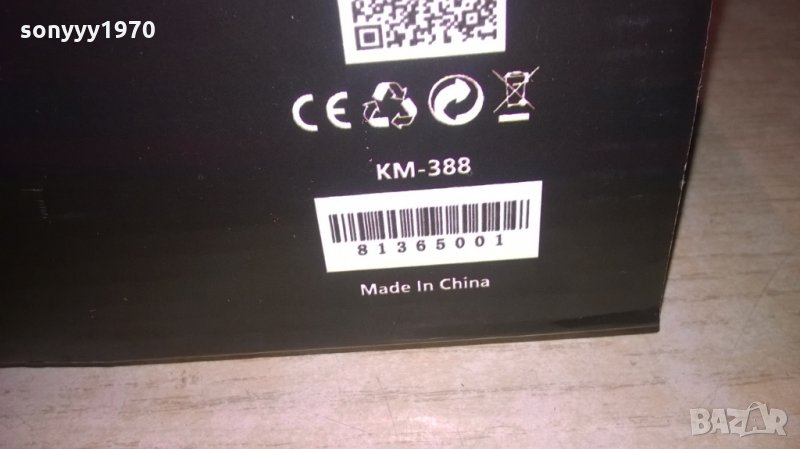 sonyyy1970
CE
KM-388
81365001
Made In China
BAZAR